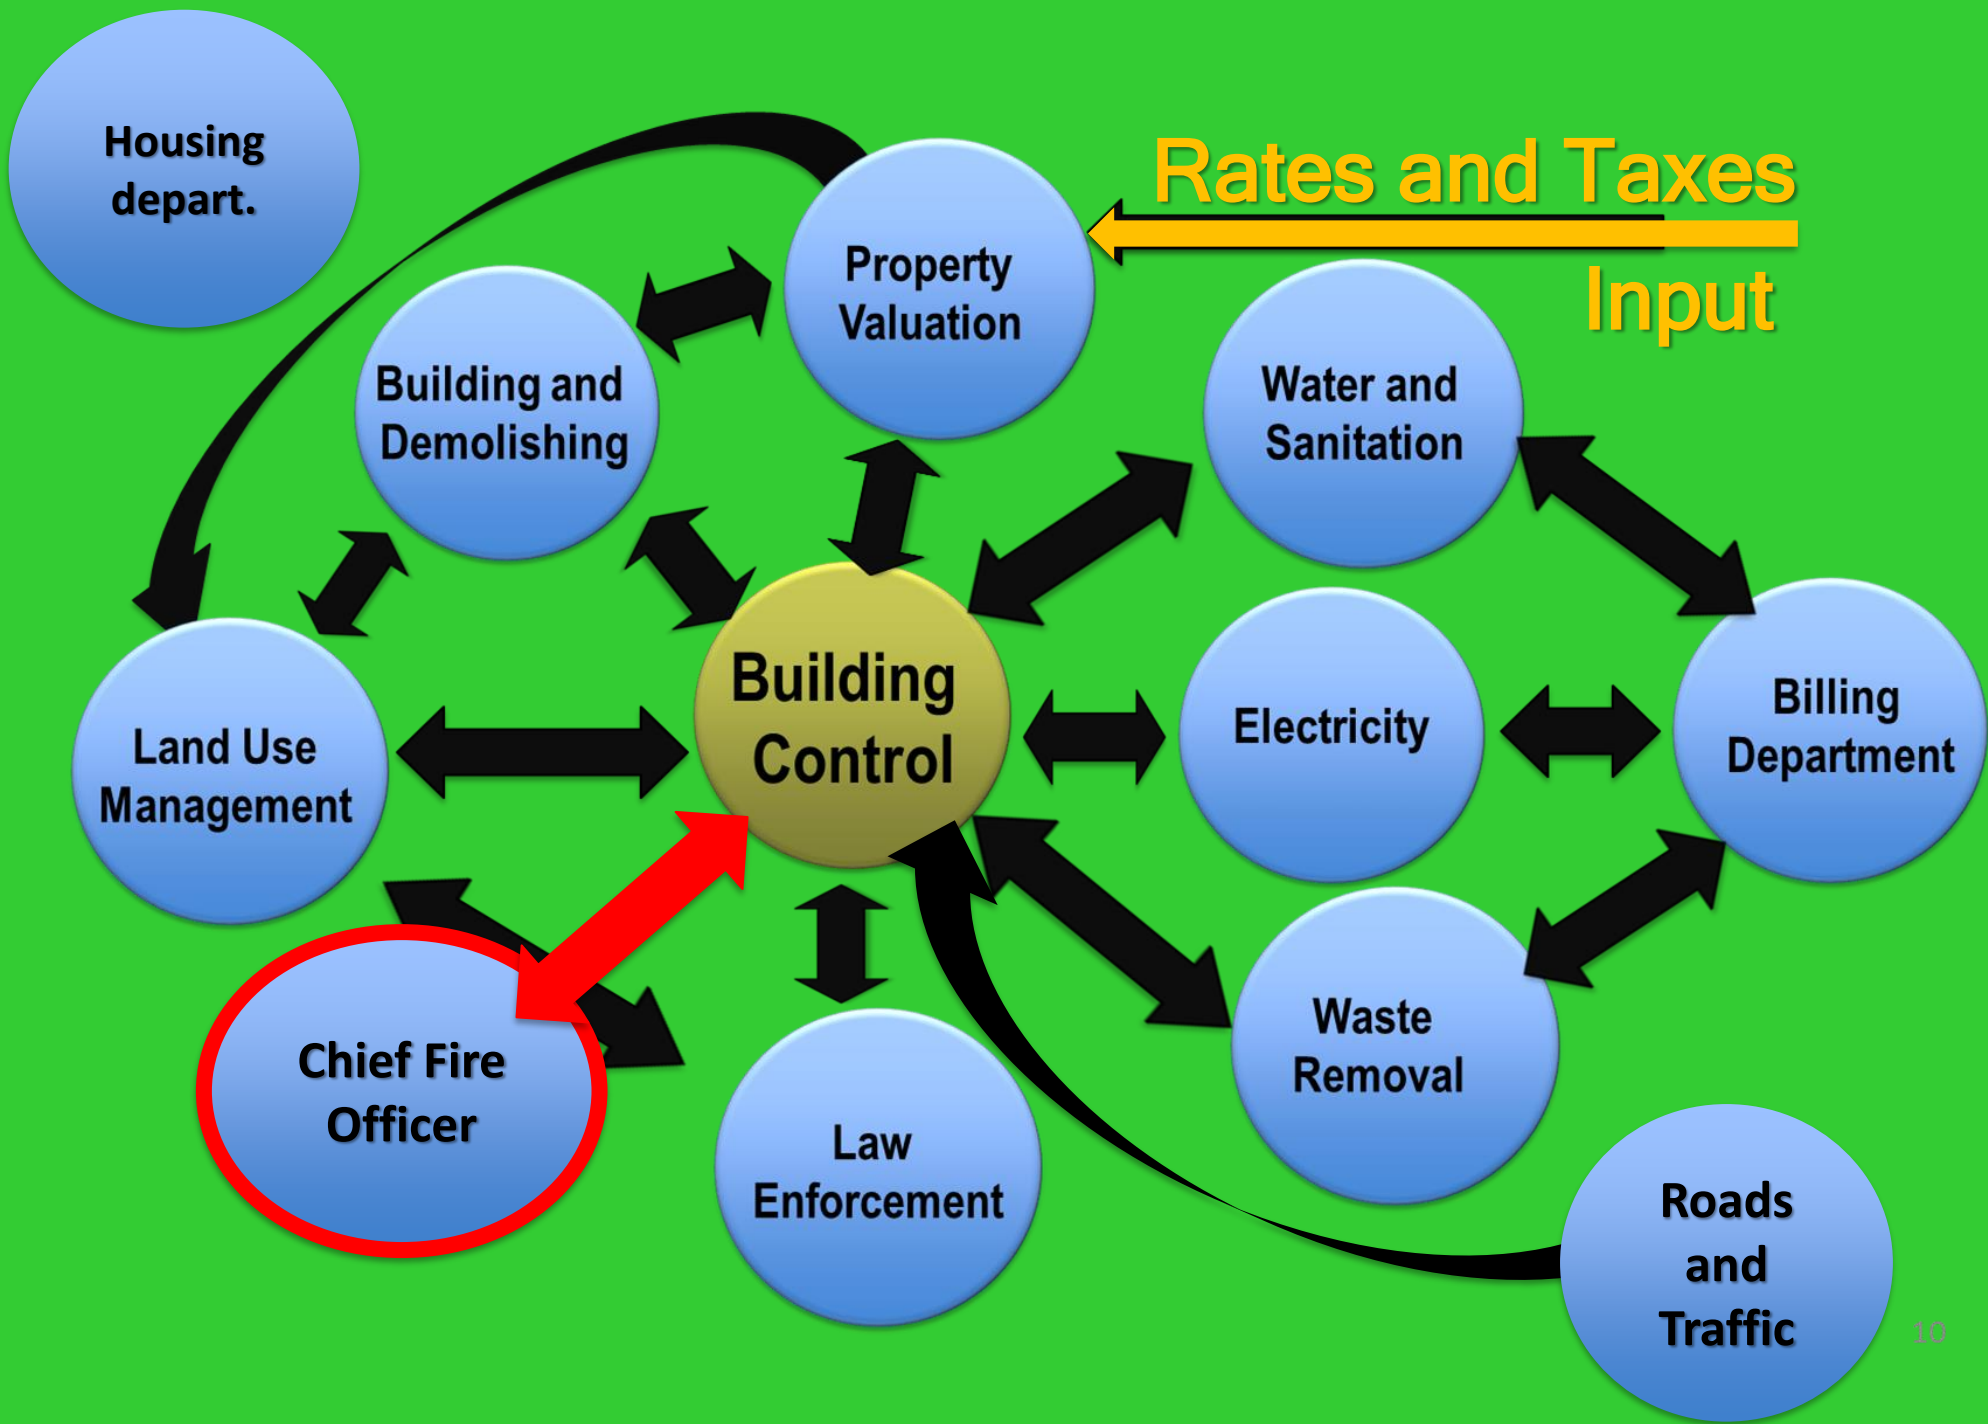 Housing
depart.
Rates and Taxes
Input
Property
Valuation
Building and
Demolishing
Water and
Sanitation
Building
Control
Electricity
Billing
Department
Land Use
Management
Chief Fire
Officer
Law
Enforcement
Waste
Removal
Roads
and
Traffic
10